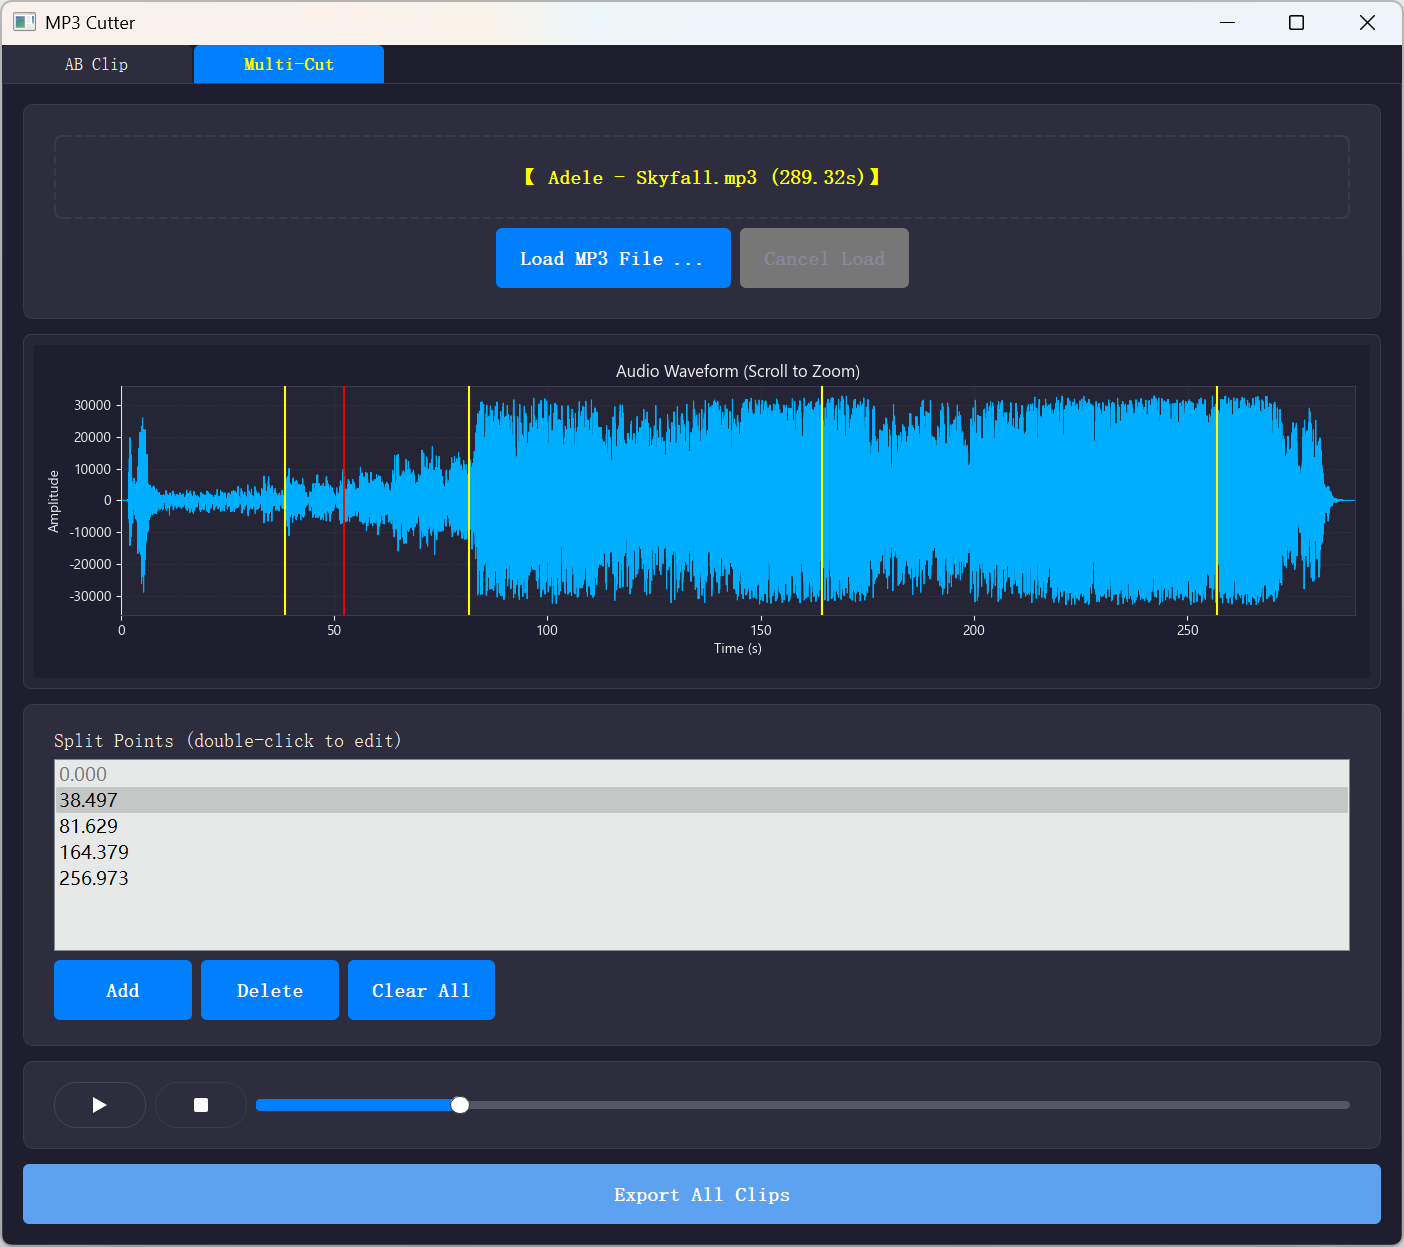 MP3 Cutter
AB Clip
Multi-Cut
【 Adele - Skyfall.mp3 (289.32s)】
Load MP3 File ...
Cancel Load
Audio Waveform (Scroll to Zoom)
Amplitude
30000
20000
10000
0
-10000
-20000
-30000
0 50 100 150 200 250
Time (s)
Split Points (double-click to edit)
0.000
38.497
81.629
164.379
256.973
Add
Delete
Clear All
Export All Clips